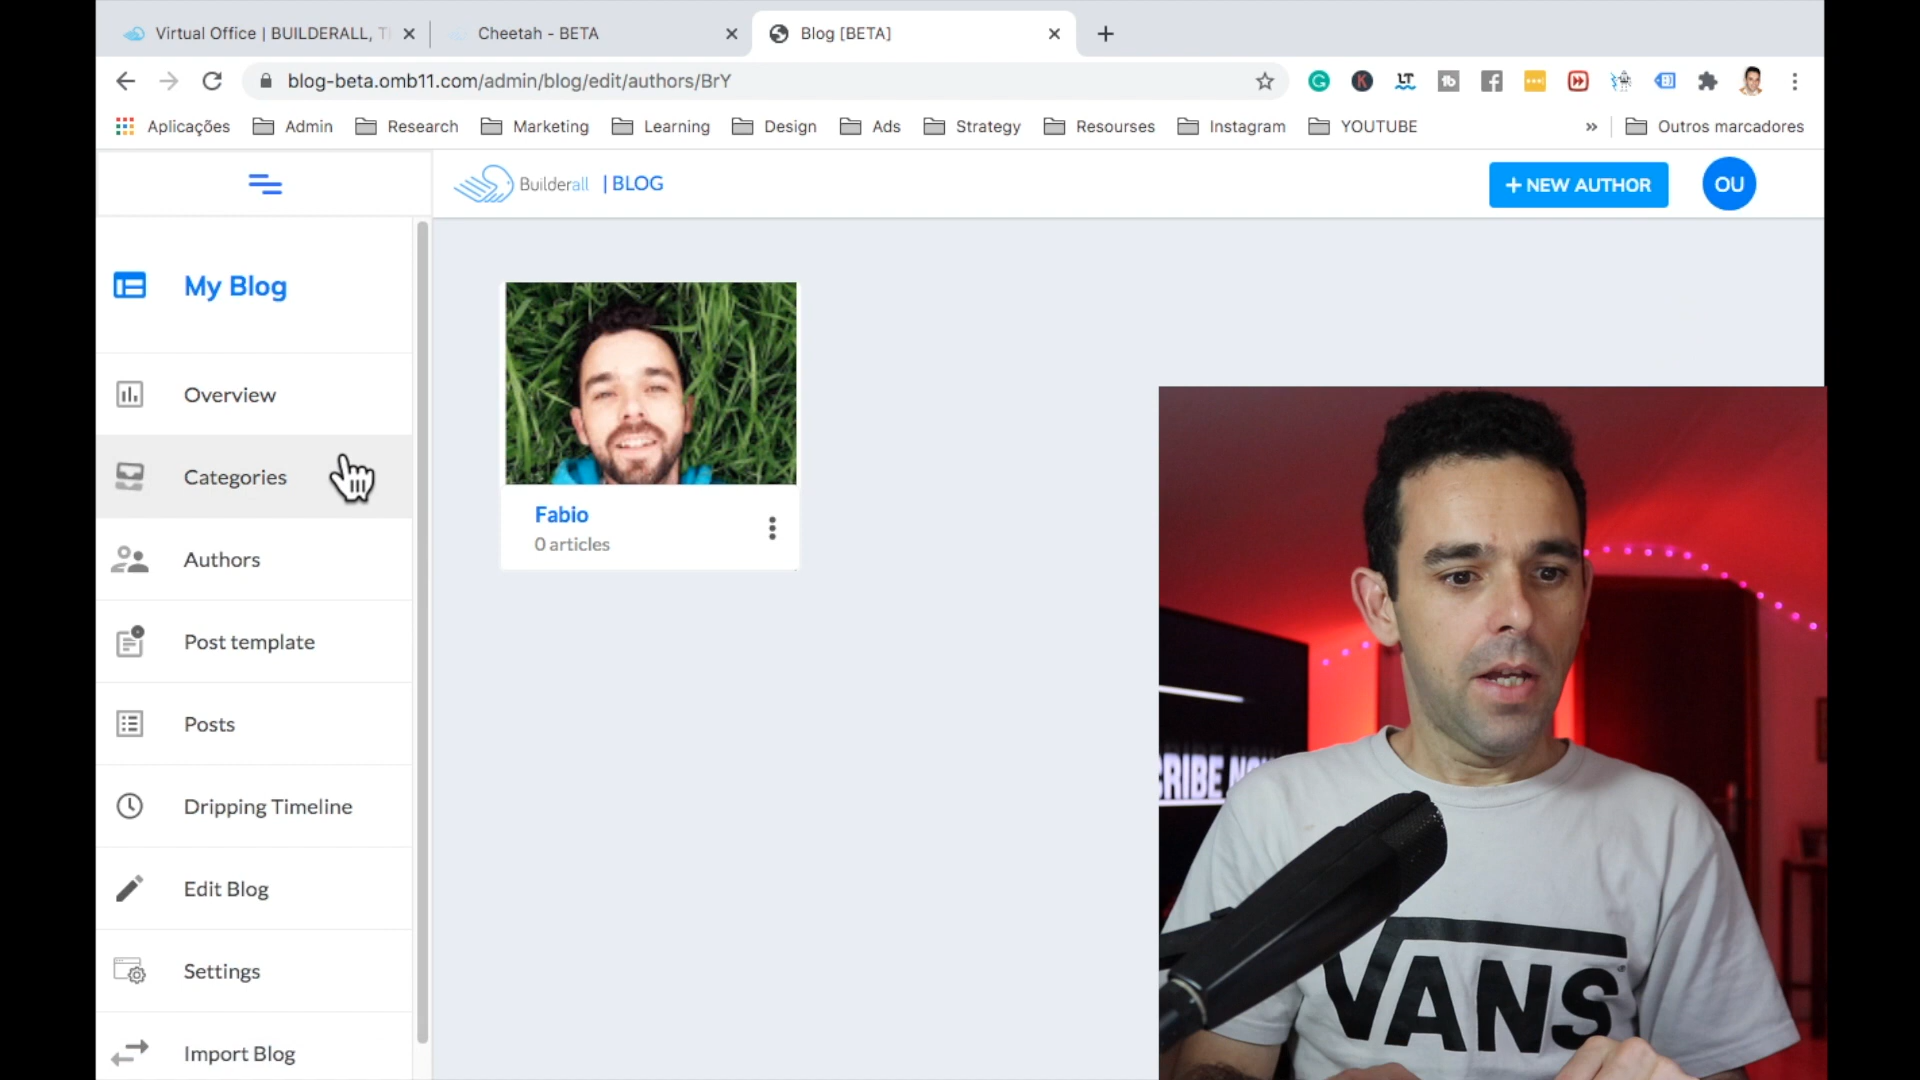 Virtual Office | BUILDERALL, T
Cheetah - BETA
Blog [BETA]
blog-beta.omb11.com/admin/blog/edit/authors/BrY
Aplicações
Admin
Research
Marketing
Learning
Design
Ads
Strategy
Resourses
Instagram
YOUTUBE
Outros marcadores
Builderall | BLOG
+ NEW AUTHOR
OU
My Blog
Overview
Categories
Authors
Post template
Posts
Dripping Timeline
Edit Blog
Settings
Import Blog
Fabio
0 articles
VANS